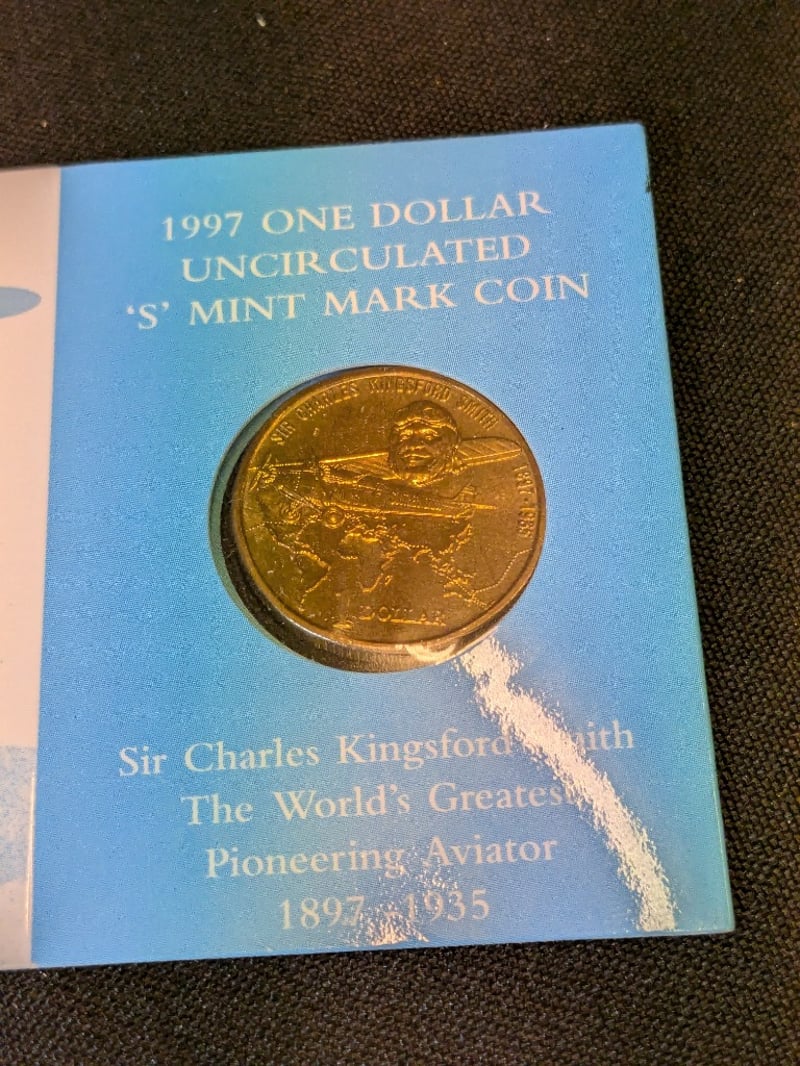 1997 ONE DOLLAR
UNCIRCULATED
'S' MINT MARK COIN
SIR CHARLES KINGSFORD SMITH
1897 · 1935
DOLLAR
Sir Charles Kingsford Smith
The World's Greatest
Pioneering Aviator
1897 - 1935